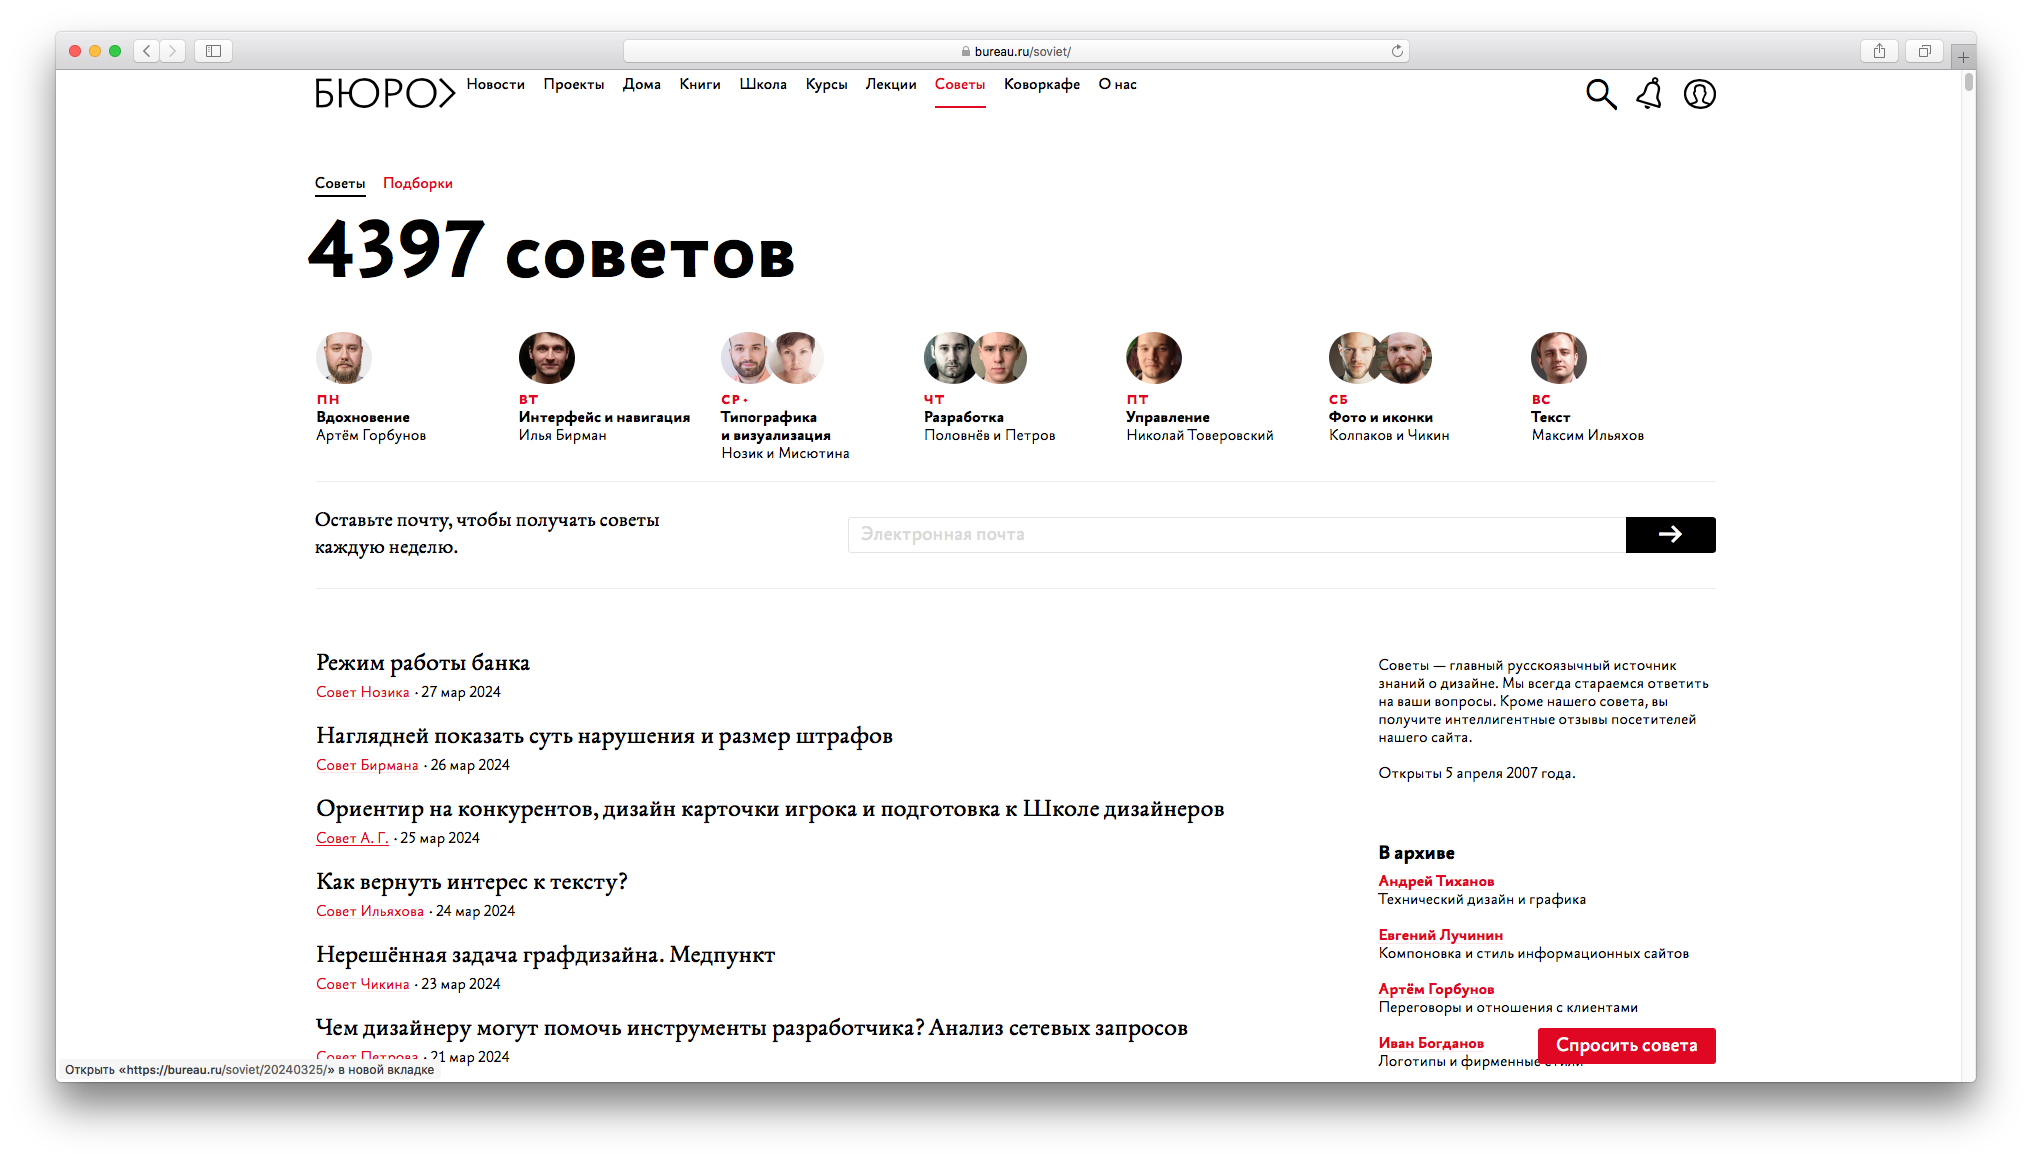 bureau.ru/soviet/
БЮРО
Новости Проекты Дома Книги Школа Курсы Лекции Советы Коворкафе О нас
Советы Подборки
4397 советов
ПН
Вдохновение
Артём Горбунов
ВТ
Интерфейс и навигация
Илья Бирман
СР •
Типографика
и визуализация
Нозик и Мисютина
ЧТ
Разработка
Половнёв и Петров
ПТ
Управление
Николай Товеровский
СБ
Фото и иконки
Колпаков и Чикин
ВС
Текст
Максим Ильяхов
Оставьте почту, чтобы получать советы
каждую неделю.
Электронная почта
Режим работы банка
Совет Нозика · 27 мар 2024
Наглядней показать суть нарушения и размер штрафов
Совет Бирмана · 26 мар 2024
Ориентир на конкурентов, дизайн карточки игрока и подготовка к Школе дизайнеров
Совет А. Г. · 25 мар 2024
Как вернуть интерес к тексту?
Совет Ильяхова · 24 мар 2024
Нерешённая задача графдизайна. Медпункт
Совет Чикина · 23 мар 2024
Чем дизайнеру могут помочь инструменты разработчика? Анализ сетевых запросов
Совет Петрова · 21 мар 2024
Советы — главный русскоязычный источник
знаний о дизайне. Мы всегда стараемся ответить
на ваши вопросы. Кроме нашего совета, вы
получите интеллигентные отзывы посетителей
нашего сайта.
Открыты 5 апреля 2007 года.
В архиве
Андрей Тиханов
Технический дизайн и графика
Евгений Лучинин
Компоновка и стиль информационных сайтов
Артём Горбунов
Переговоры и отношения с клиентами
Иван Богданов
Логотипы и фирменные стили
Спросить совета
Открыть «https://bureau.ru/soviet/20240325/» в новой вкладке